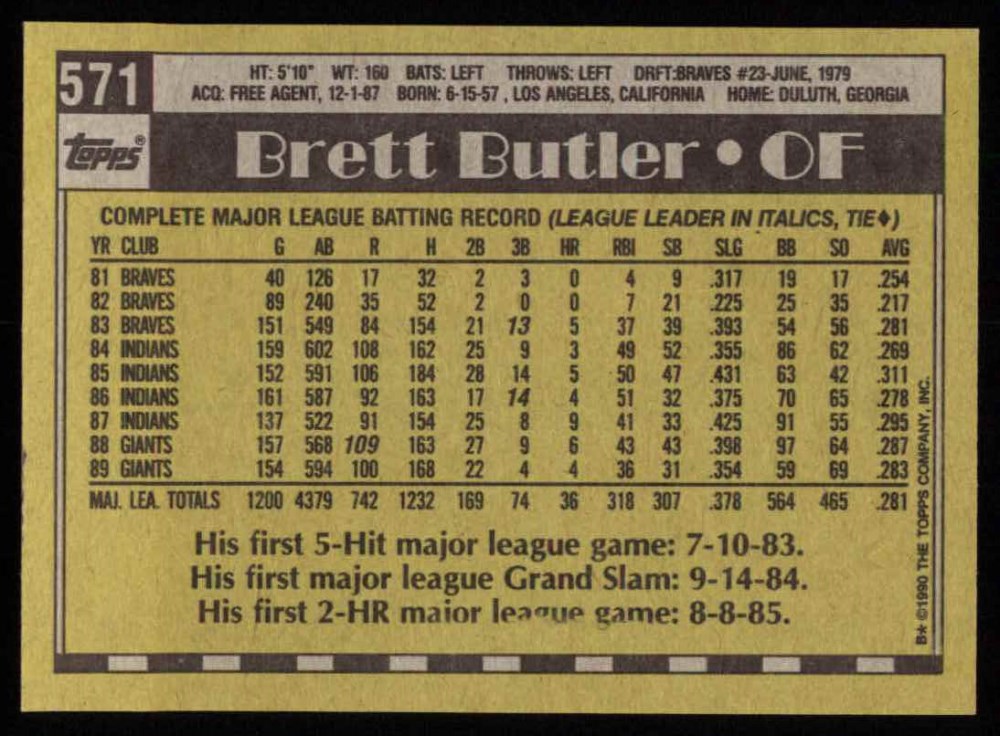 571
HT: 5'10" WT: 160 BATS: LEFT THROWS: LEFT DRFT:BRAVES #23-JUNE, 1979
ACQ: FREE AGENT, 12-1-87 BORN: 6-15-57 , LOS ANGELES, CALIFORNIA HOME: DULUTH, GEORGIA
topps®
Brett Butler • OF
COMPLETE MAJOR LEAGUE BATTING RECORD (LEAGUE LEADER IN ITALICS, TIE♦)
YR CLUB G AB R H 2B 3B HR RBI SB SLG BB SO AVG
81 BRAVES 40 126 17 32 2 3 0 4 9 .317 19 17 .254
82 BRAVES 89 240 35 52 2 0 0 7 21 .225 25 35 .217
83 BRAVES 151 549 84 154 21 13 5 37 39 .393 54 56 .281
84 INDIANS 159 602 108 162 25 9 3 49 52 .355 86 62 .269
85 INDIANS 152 591 106 184 28 14 5 50 47 .431 63 42 .311
86 INDIANS 161 587 92 163 17 14 4 51 32 .375 70 65 .278
87 INDIANS 137 522 91 154 25 8 9 41 33 .425 91 55 .295
88 GIANTS 157 568 109 163 27 9 6 43 43 .398 97 64 .287
89 GIANTS 154 594 100 168 22 4 4 36 31 .354 59 69 .283
MAJ. LEA. TOTALS 1200 4379 742 1232 169 74 36 318 307 .378 564 465 .281
His first 5-Hit major league game: 7-10-83.
His first major league Grand Slam: 9-14-84.
His first 2-HR major league game: 8-8-85.
B★ ©1990 THE TOPPS COMPANY, INC.